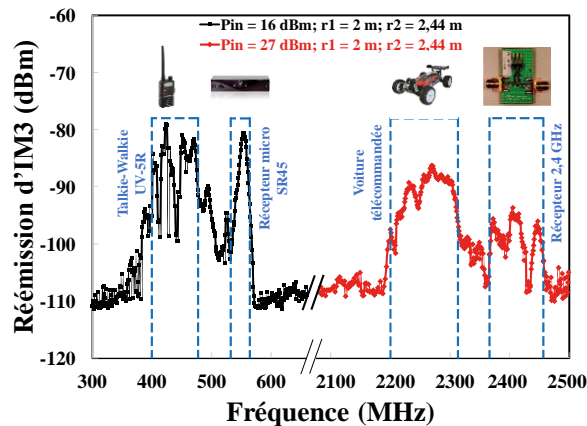 Pin = 16 dBm; r1 = 2 m; r2 = 2,44 m
Pin = 27 dBm; r1 = 2 m; r2 = 2,44 m
Réémission d'IM3 (dBm)
-60
-70
-80
-90
-100
-110
-120
Talkie-Walkie
UV-5R
Récepteur micro
SR45
Voiture
télécommandée
Récepteur 2,4 GHz
300 400 500 600 2100 2200 2300 2400 2500
Fréquence (MHz)